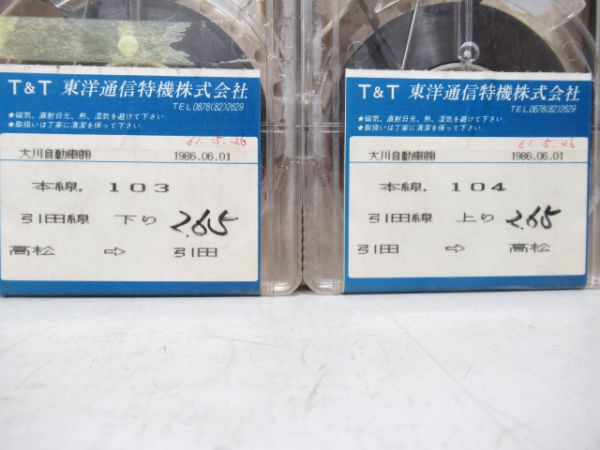 T&T 東洋通信特機株式会社
TEL.0878(82)2629
★磁気、直射日光、熱、湿気を避けて下さい
★取扱いは丁寧に清潔を保って下さい
61.5.26
大川自動車㈱ 1986.06.01
本線. 103
引田線 下り 2.65
高松 ⇨ 引田
T&T 東洋通信特機株式会社
TEL.0878(82)2629
★磁気、直射日光、熱、湿気を避けて下さい
★取扱いは丁寧に清潔を保って下さい
61.5.26
大川自動車㈱ 1986.06.01
本線. 104
引田線 上り 2.65
引田 ⇨ 高松